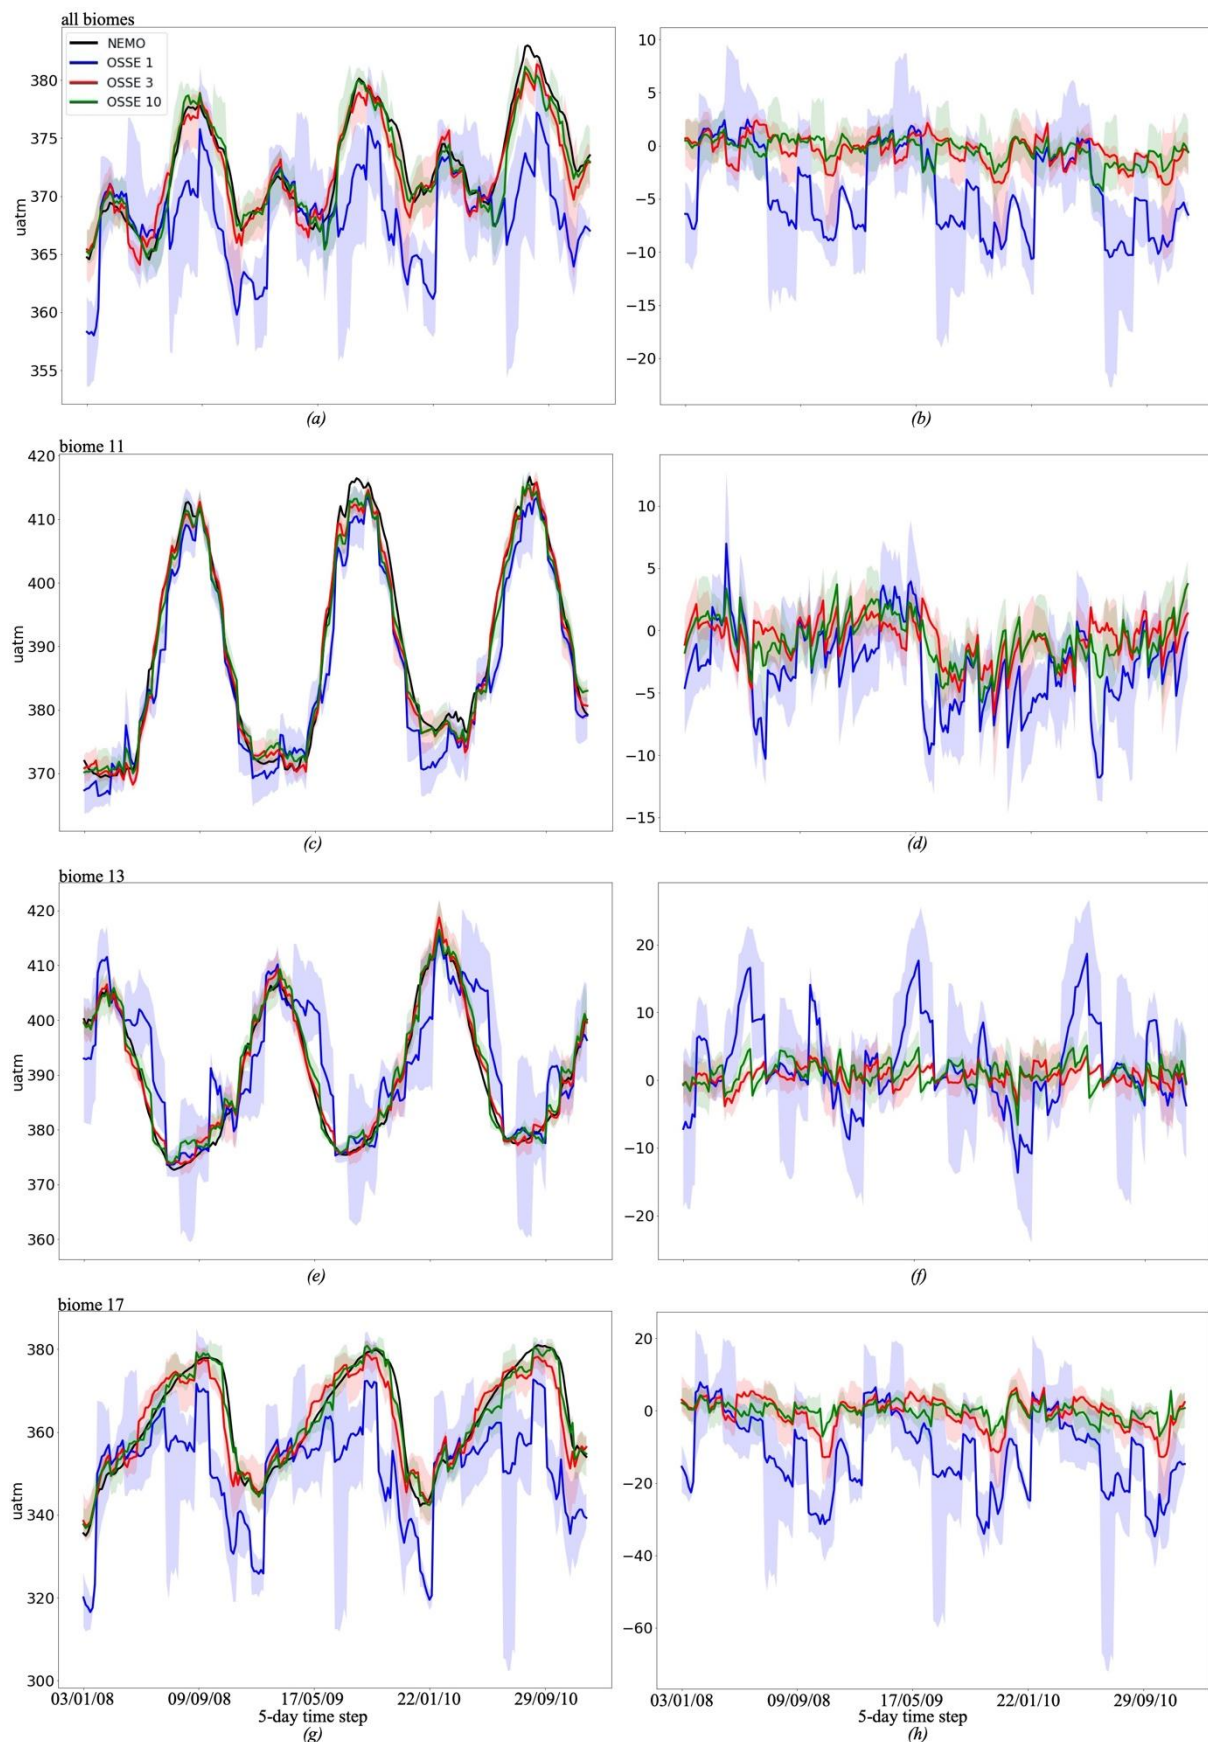 all biomes
NEMO
OSSE 1
OSSE 3
OSSE 10
380
375
370
365
360
355
uatm
(a)
10
5
0
−5
−10
−15
−20
(b)
biome 11
420
410
400
390
380
370
uatm
(c)
10
5
0
−5
−10
−15
(d)
biome 13
420
410
400
390
380
370
360
uatm
(e)
20
10
0
−10
−20
(f)
biome 17
380
360
340
320
300
uatm
03/01/08 09/09/08 17/05/09 22/01/10 29/09/10
5-day time step
(g)
20
0
−20
−40
−60
03/01/08 09/09/08 17/05/09 22/01/10 29/09/10
5-day time step
(h)